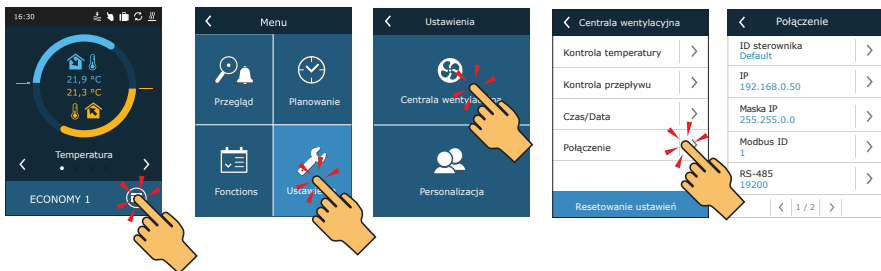 16:30
21,9 °C
21,3 °C
Temperatura
ECONOMY 1
Menu
Przegląd
Planowanie
Fonctions
Ustawienia
Centrala wentylacyjna
Personalizacja
Centrala wentylacyjna
Kontrola temperatury
Kontrola przepływu
Czas/Data
Połączenie
Resetowanie ustawień
Połączenie
ID sterownika
Default
IP
192.168.0.50
Maska IP
255.255.0.0
Modbus ID
1
RS-485
19200
1 / 2